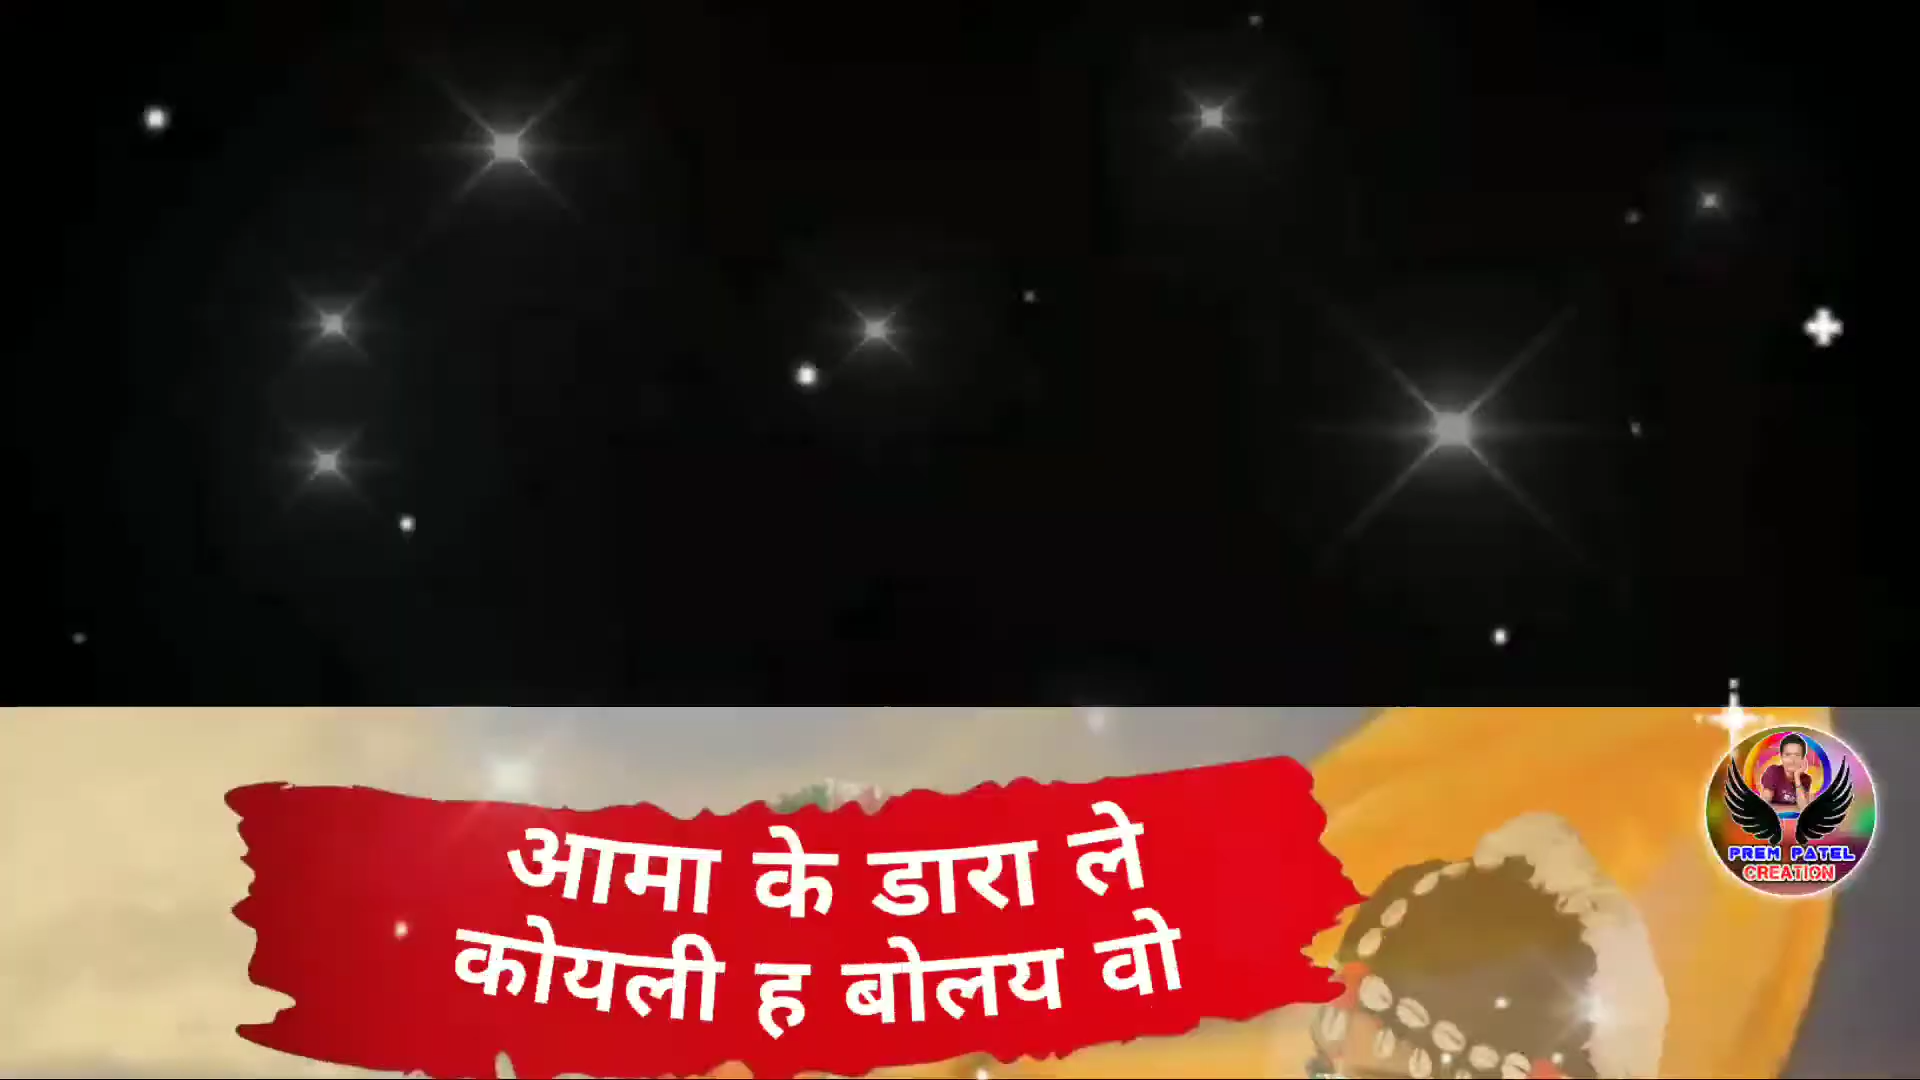 आमा के डारा ले
कोयली ह बोलय वो
PREM PATEL
CREATION